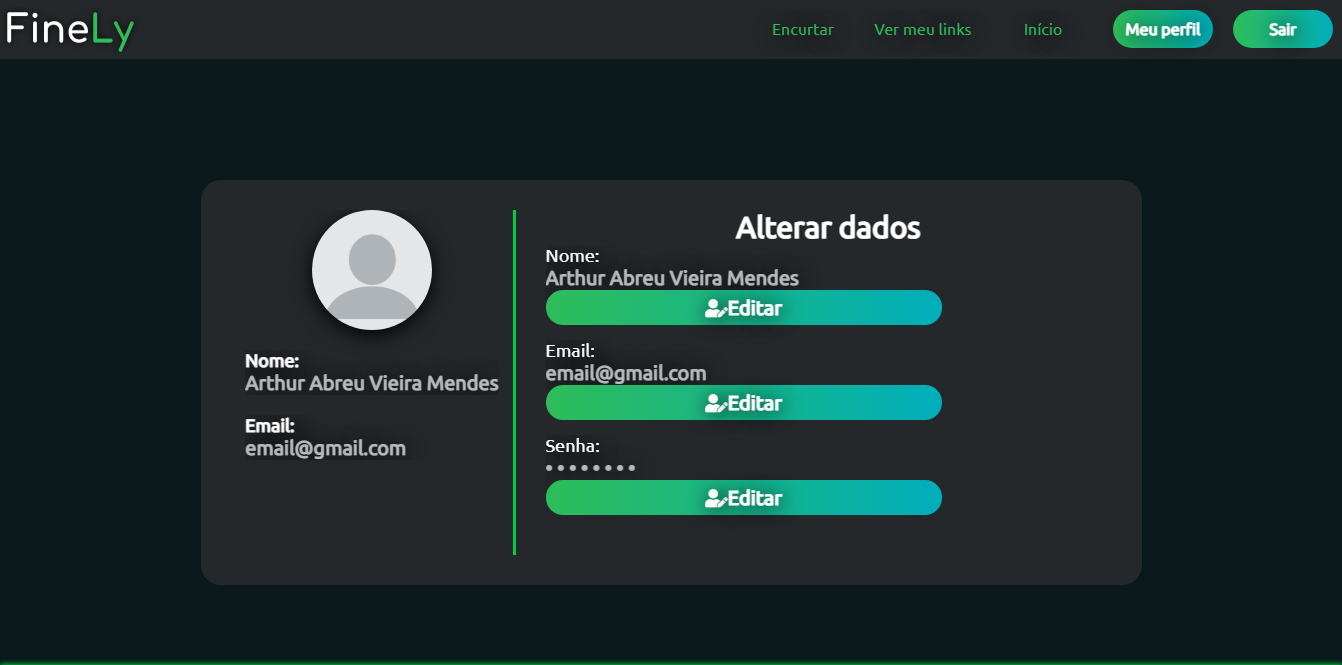 FineLy
Encurtar
Ver meu links
Início
Meu perfil
Sair
Nome:
Arthur Abreu Vieira Mendes
Email:
email@gmail.com
Alterar dados
Nome:
Arthur Abreu Vieira Mendes
Editar
Email:
email@gmail.com
Editar
Senha:
••••••••
Editar